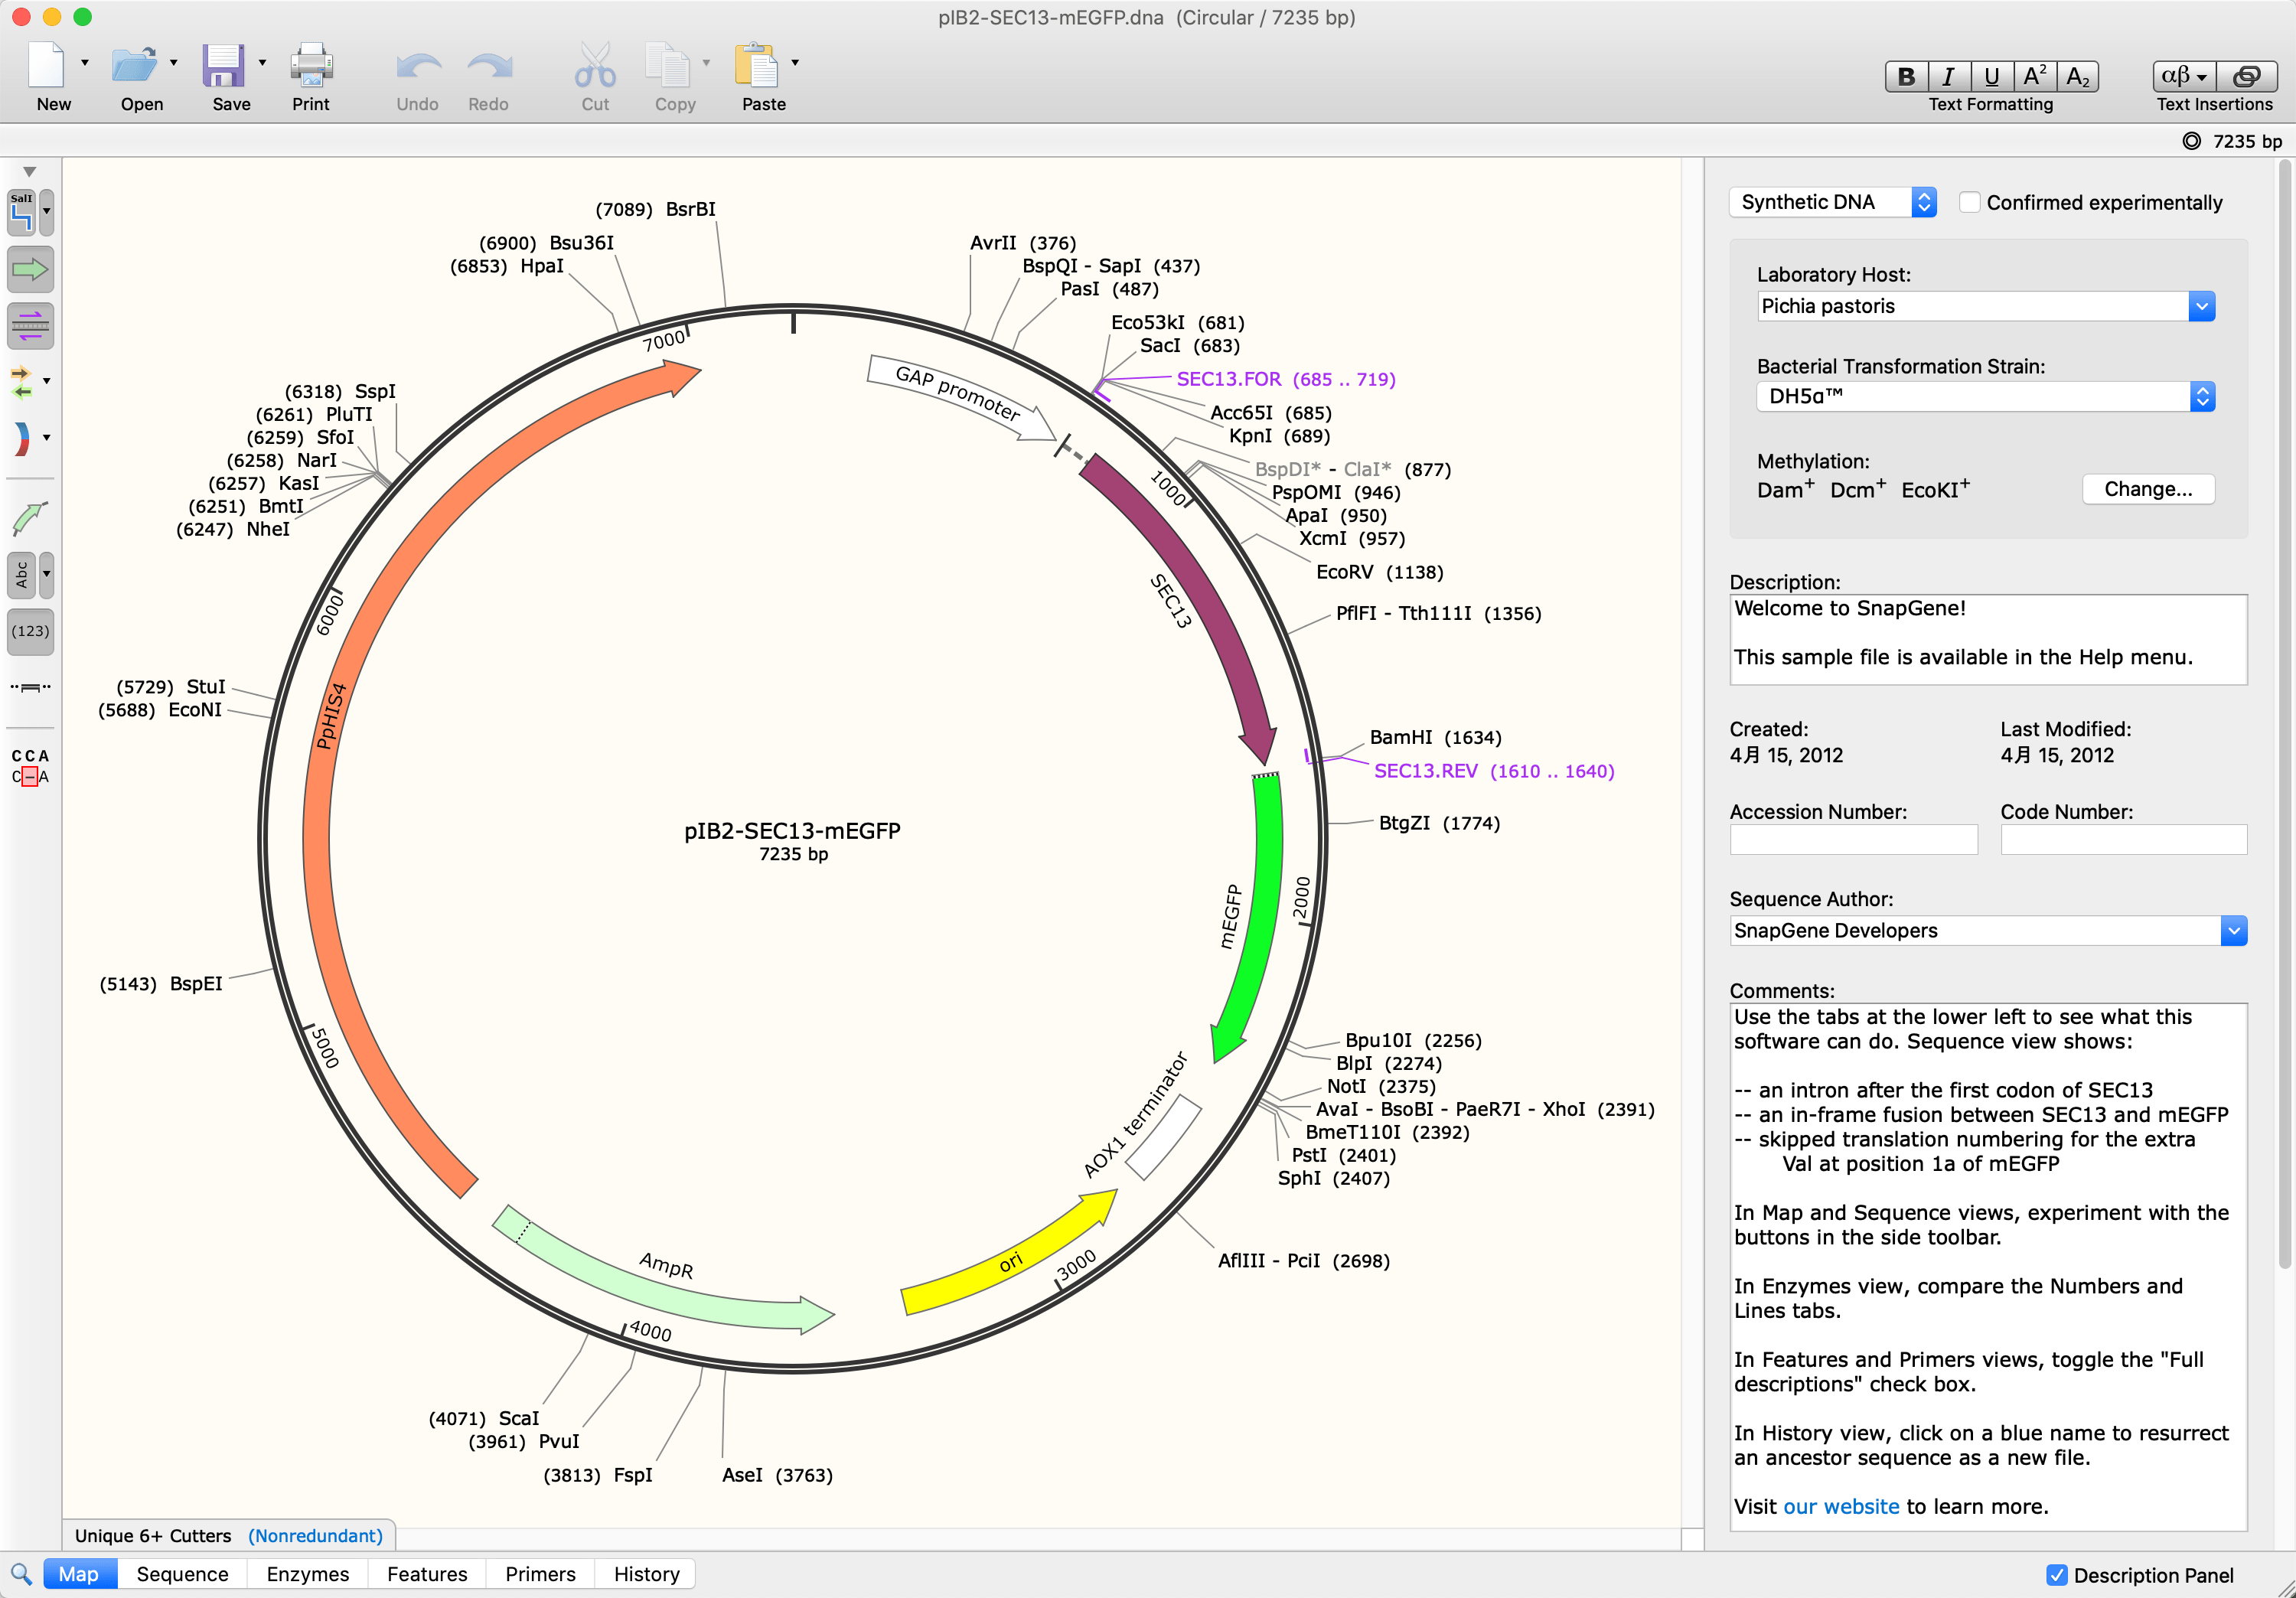 pIB2-SEC13-mEGFP.dna (Circular / 7235 bp)
New
Open
Save
Print
Undo
Redo
Cut
Copy
Paste
B I U A² A₂
Text Formatting
αβ
Text Insertions
7235 bp
SalI
Abc
(123)
CCA
C–A
(7089) BsrBI
(6900) Bsu36I
(6853) HpaI
(6318) SspI
(6261) PluTI
(6259) SfoI
(6258) NarI
(6257) KasI
(6251) BmtI
(6247) NheI
(5729) StuI
(5688) EcoNI
(5143) BspEI
(4071) ScaI
(3961) PvuI
(3813) FspI
AseI (3763)
AvrII (376)
BspQI - SapI (437)
PasI (487)
Eco53kI (681)
SacI (683)
SEC13.FOR (685 .. 719)
Acc65I (685)
KpnI (689)
BspDI* - ClaI* (877)
PspOMI (946)
ApaI (950)
XcmI (957)
EcoRV (1138)
PflFI - Tth111I (1356)
BamHI (1634)
SEC13.REV (1610 .. 1640)
BtgZI (1774)
Bpu10I (2256)
BlpI (2274)
NotI (2375)
AvaI - BsoBI - PaeR7I - XhoI (2391)
BmeT110I (2392)
PstI (2401)
SphI (2407)
AflIII - PciI (2698)
1000
2000
3000
4000
5000
6000
7000
GAP promoter
SEC13
mEGFP
AOX1 terminator
ori
AmpR
PpHIS4
pIB2-SEC13-mEGFP
7235 bp
Unique 6+ Cutters (Nonredundant)
Synthetic DNA
Confirmed experimentally
Laboratory Host:
Pichia pastoris
Bacterial Transformation Strain:
DH5α™
Methylation:
Dam⁺ Dcm⁺ EcoKI⁺
Change...
Description:
Welcome to SnapGene!
This sample file is available in the Help menu.
Created:
4月 15, 2012
Last Modified:
4月 15, 2012
Accession Number:
Code Number:
Sequence Author:
SnapGene Developers
Comments:
Use the tabs at the lower left to see what this
software can do. Sequence view shows:
-- an intron after the first codon of SEC13
-- an in-frame fusion between SEC13 and mEGFP
-- skipped translation numbering for the extra
Val at position 1a of mEGFP
In Map and Sequence views, experiment with the
buttons in the side toolbar.
In Enzymes view, compare the Numbers and
Lines tabs.
In Features and Primers views, toggle the "Full
descriptions" check box.
In History view, click on a blue name to resurrect
an ancestor sequence as a new file.
Visit our website to learn more.
Map
Sequence
Enzymes
Features
Primers
History
Description Panel